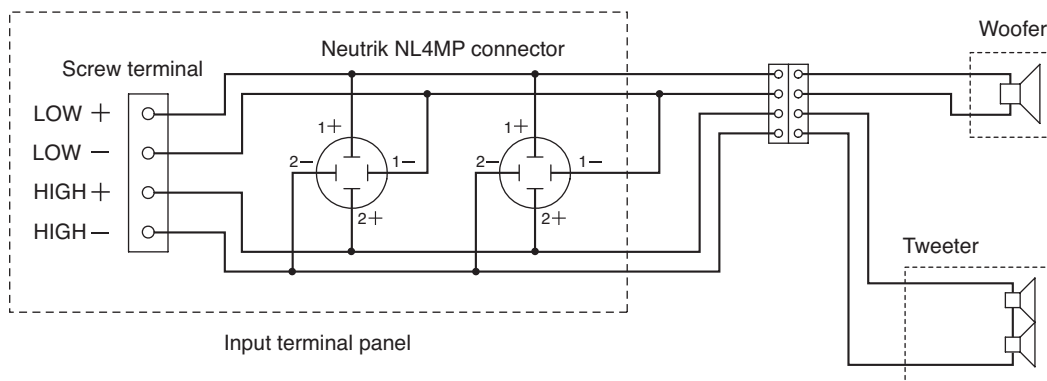 Woofer
Neutrik NL4MP connector
Screw terminal
LOW +
LOW −
HIGH +
HIGH −
1+
2−
1−
2+
1+
2−
1−
2+
Tweeter
Input terminal panel